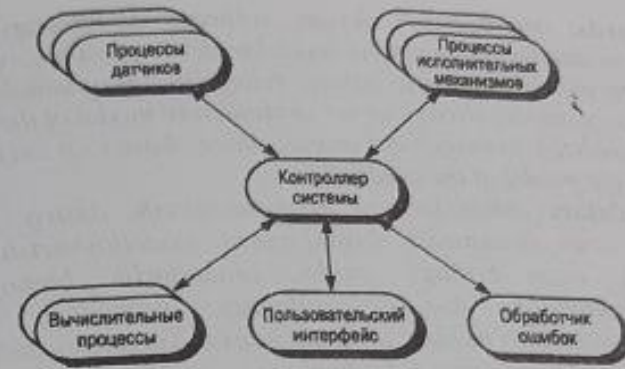 Процессы
датчиков
Процессы
исполнительных
механизмов
Контроллер
системы
Вычислительные
процессы
Пользовательский
интерфейс
Обработчик
ошибок